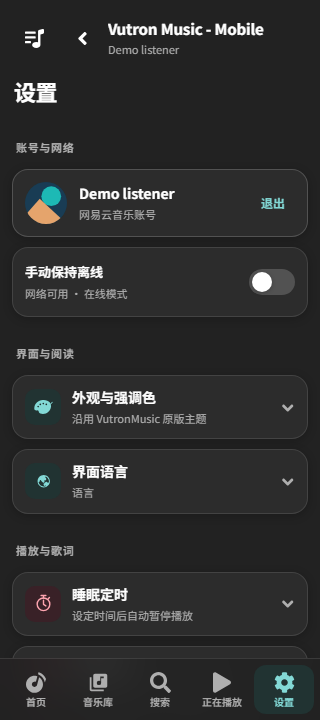 Vutron Music - Mobile
Demo listener
设置
账号与网络
Demo listener
网易云音乐账号
退出
手动保持离线
网络可用 · 在线模式
界面与阅读
外观与强调色
沿用 VutronMusic 原版主题
界面语言
语言
播放与歌词
睡眠定时
设定时间后自动暂停播放
首页
音乐库
搜索
正在播放
设置